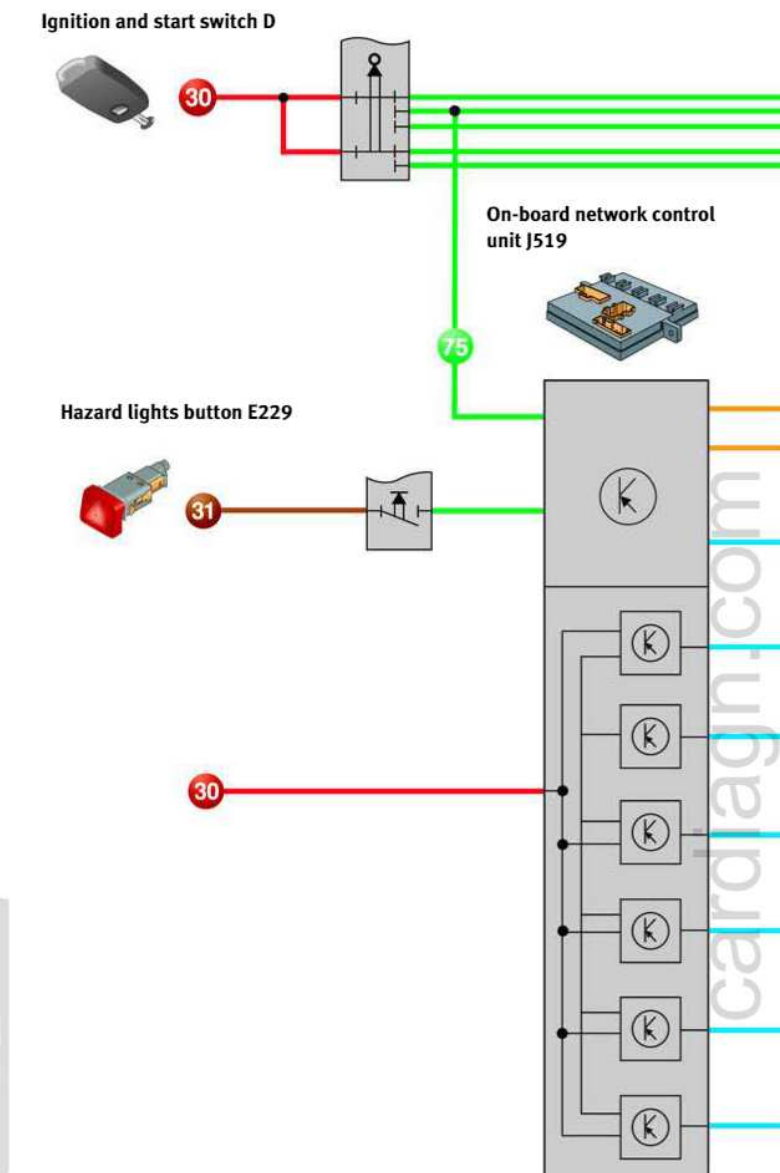 Ignition and start switch D
30
On-board network control
unit J519
75
Hazard lights button E229
31
30
cardiagn.com